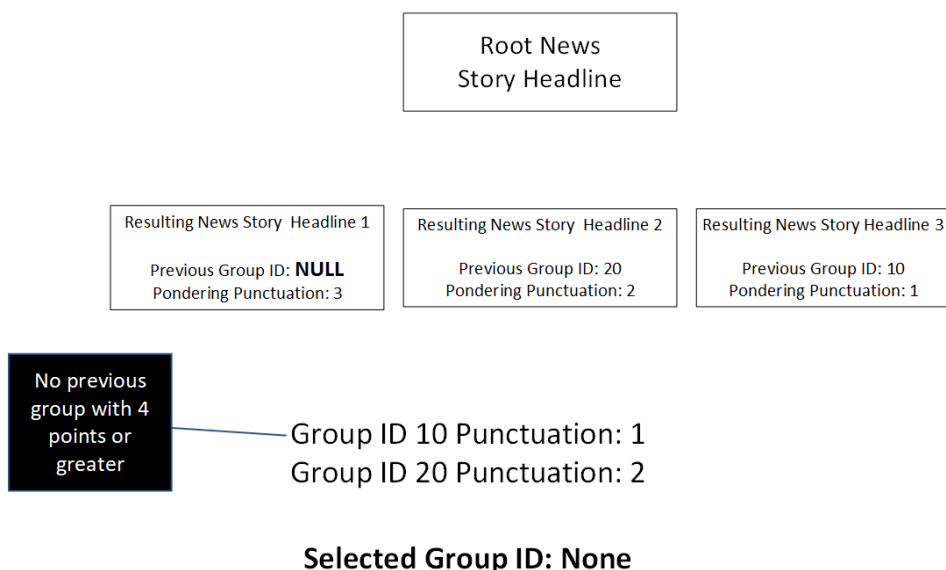 Root News
Story Headline
Resulting News Story Headline 1
Previous Group ID: NULL
Pondering Punctuation: 3
Resulting News Story Headline 2
Previous Group ID: 20
Pondering Punctuation: 2
Resulting News Story Headline 3
Previous Group ID: 10
Pondering Punctuation: 1
No previous
group with 4
points or
greater
Group ID 10 Punctuation: 1
Group ID 20 Punctuation: 2
Selected Group ID: None